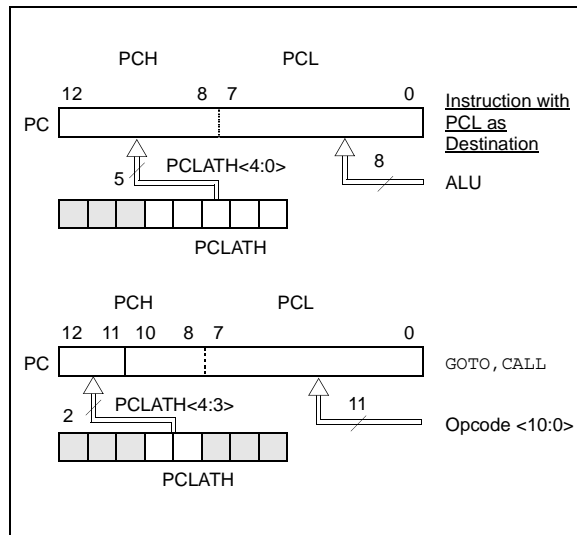 PCH PCL
12 8 7 0
PC
Instruction with
PCL as
Destination
5 PCLATH<4:0> 8
ALU
PCLATH
PCH PCL
12 11 10 8 7 0
PC GOTO, CALL
2 PCLATH<4:3> 11
Opcode <10:0>
PCLATH